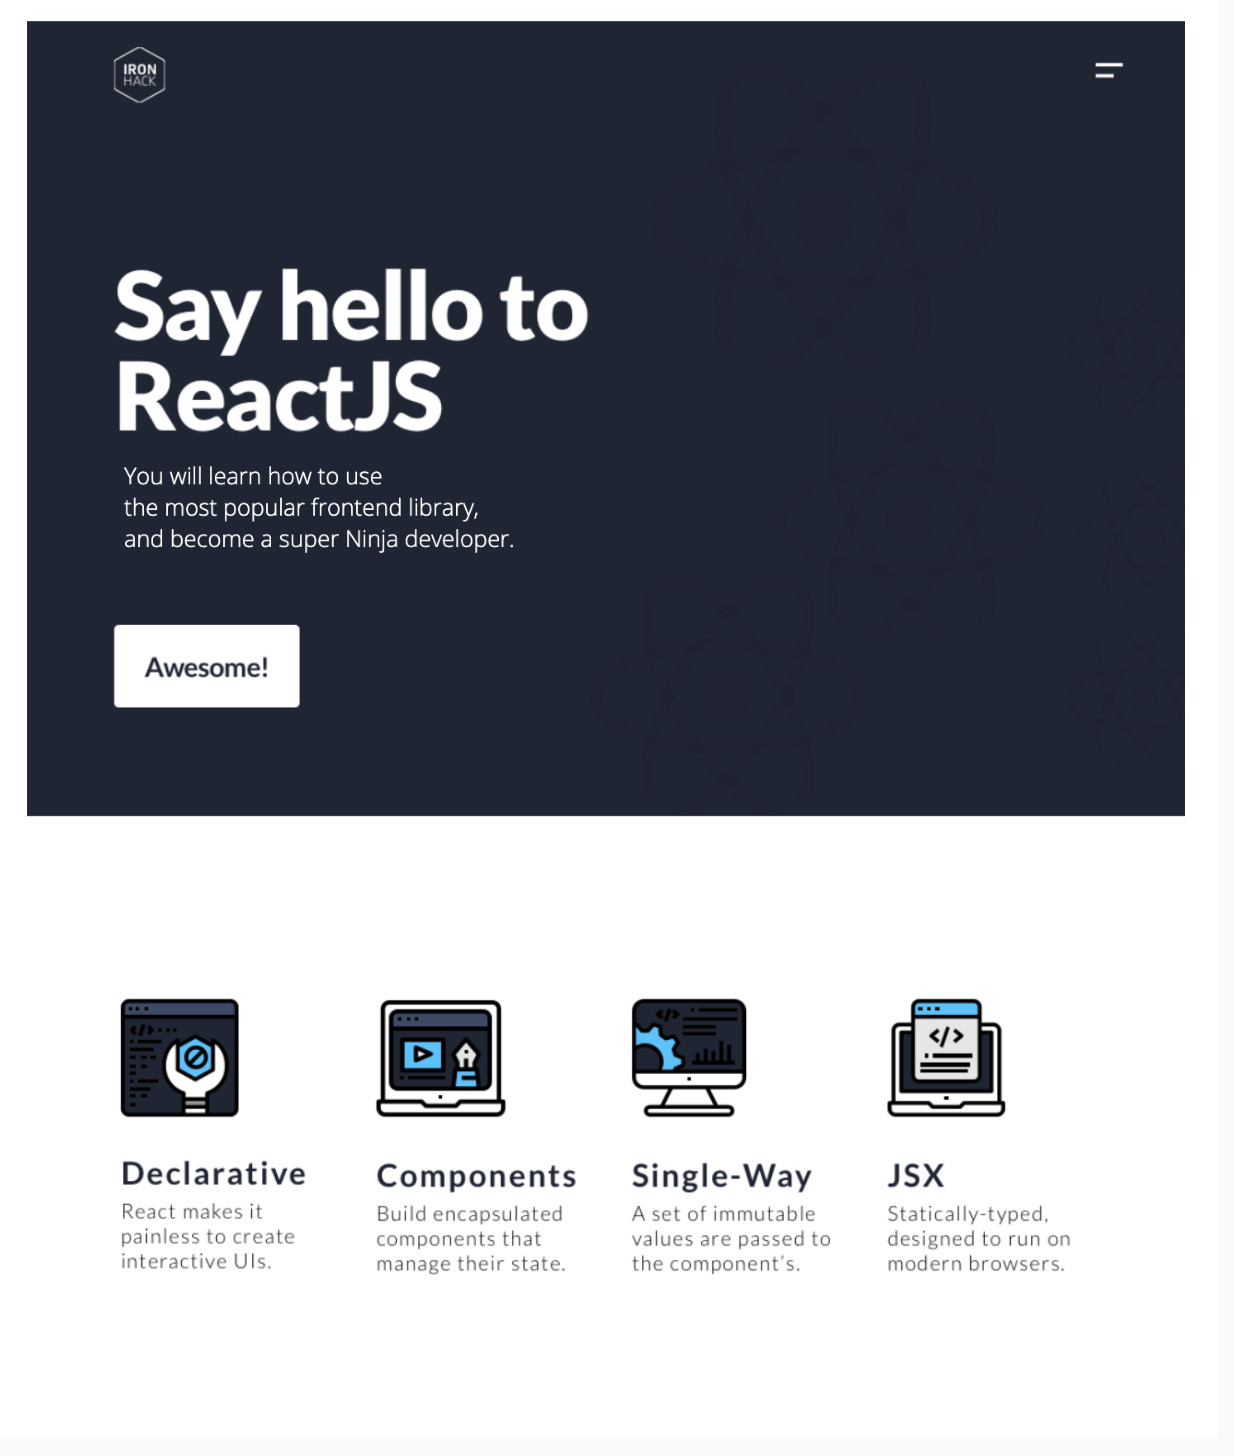 IRON
HACK
Say hello to
ReactJS
You will learn how to use
the most popular frontend library,
and become a super Ninja developer.
Awesome!
</>
</>
</>
Declarative
React makes it
painless to create
interactive UIs.
Components
Build encapsulated
components that
manage their state.
Single-Way
A set of immutable
values are passed to
the component’s.
JSX
Statically-typed,
designed to run on
modern browsers.